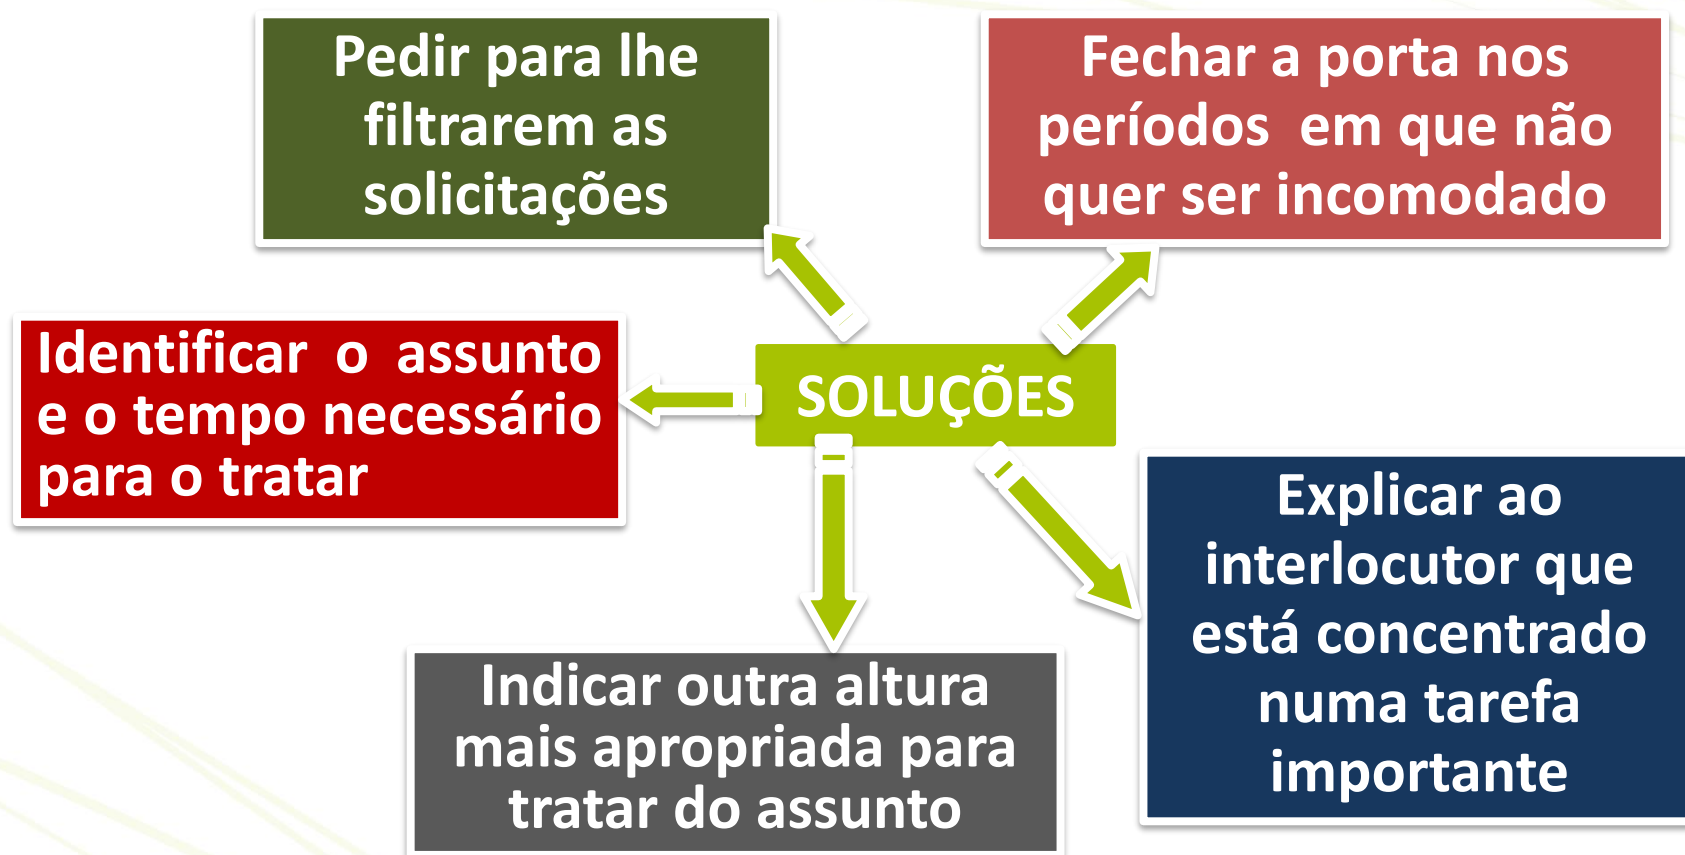 Pedir para lhe
filtrarem as
solicitações
Fechar a porta nos
períodos em que não
quer ser incomodado
Identificar o assunto
e o tempo necessário
para o tratar
SOLUÇÕES
Explicar ao
interlocutor que
está concentrado
numa tarefa
importante
Indicar outra altura
mais apropriada para
tratar do assunto